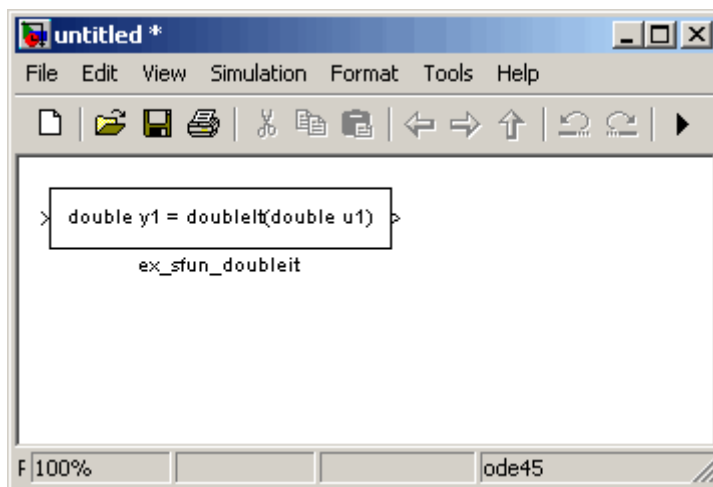 untitled *
File Edit View Simulation Format Tools Help
double y1 = doubleIt(double u1)
ex_sfun_doubleit
F 100% ode45